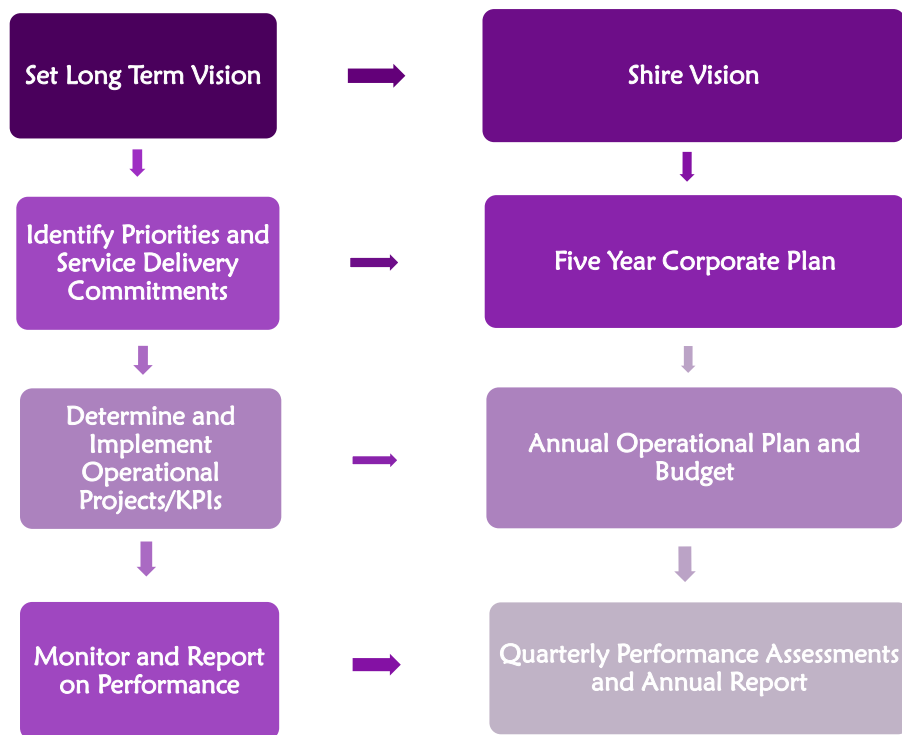 Set Long Term Vision
Shire Vision
Identify Priorities and
Service Delivery
Commitments
Five Year Corporate Plan
Determine and
Implement
Operational
Projects/KPIs
Annual Operational Plan and
Budget
Monitor and Report
on Performance
Quarterly Performance Assessments
and Annual Report